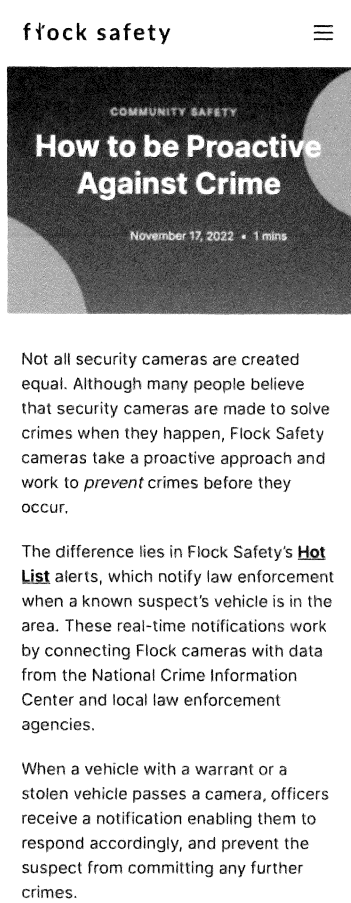 flock safety
COMMUNITY SAFETY
How to be Proactive
Against Crime
November 17, 2022 • 1 mins
Not all security cameras are created
equal. Although many people believe
that security cameras are made to solve
crimes when they happen, Flock Safety
cameras take a proactive approach and
work to prevent crimes before they
occur.
The difference lies in Flock Safety's Hot
List alerts, which notify law enforcement
when a known suspect's vehicle is in the
area. These real-time notifications work
by connecting Flock cameras with data
from the National Crime Information
Center and local law enforcement
agencies.
When a vehicle with a warrant or a
stolen vehicle passes a camera, officers
receive a notification enabling them to
respond accordingly, and prevent the
suspect from committing any further
crimes.